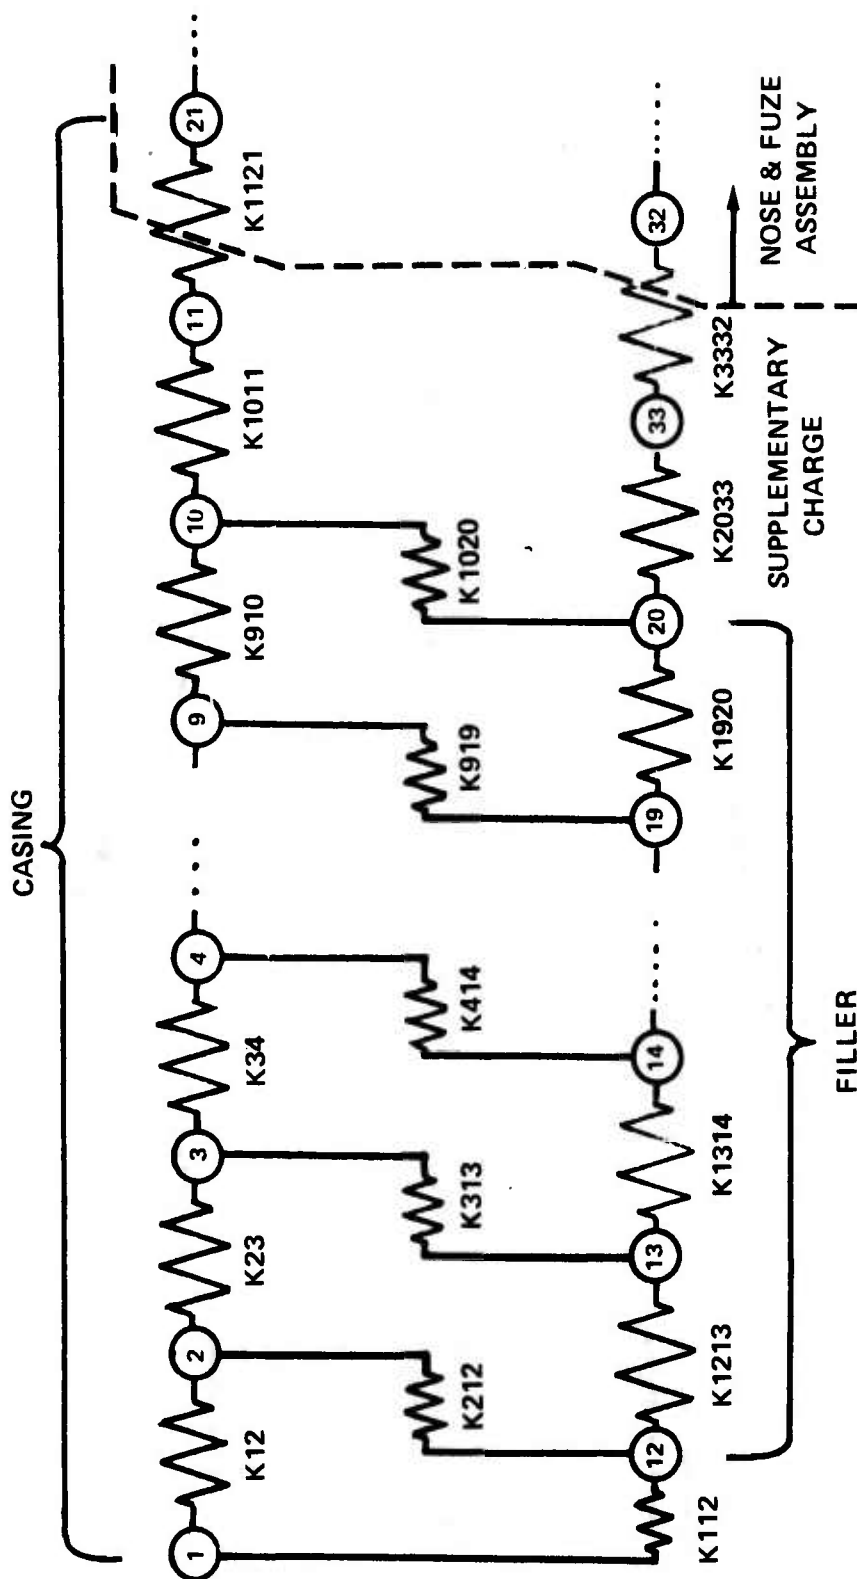 CASING
1
K12
2
K23
3
K34
4
9
K910
10
K1011
11
K1121
21
K212
K313
K414
K919
K1020
K112
12
K1213
13
K1314
14
19
K1920
20
K2033
33
K3332
32
FILLER
SUPPLEMENTARY
CHARGE
NOSE & FUZE
ASSEMBLY